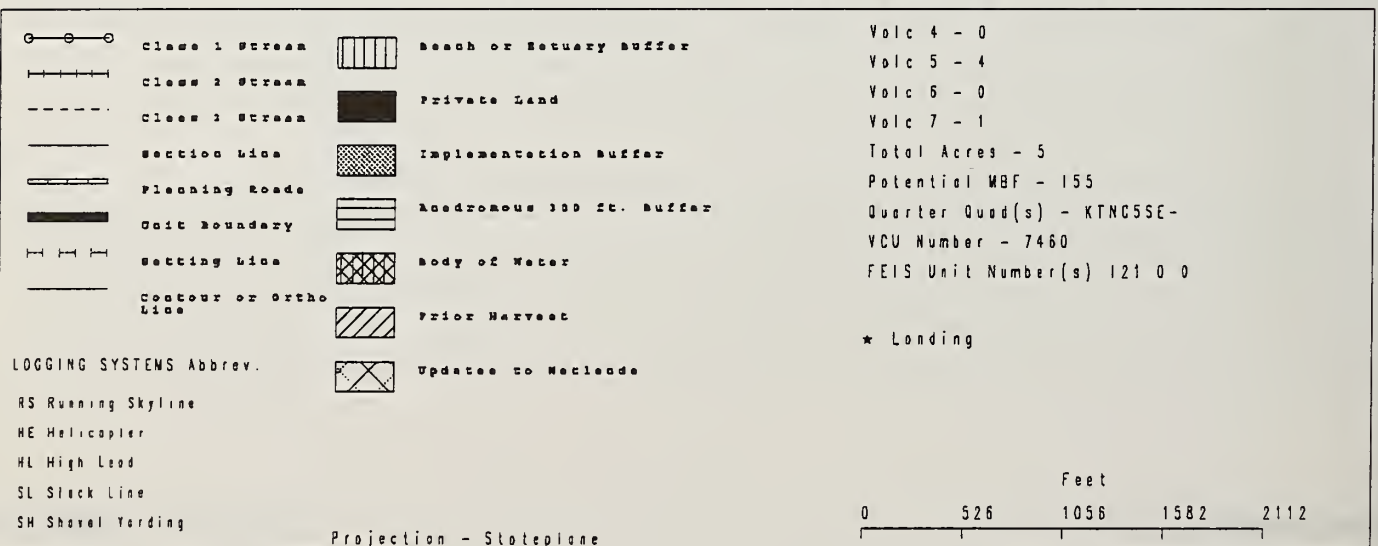 Class 1 Stream
Class 2 Stream
Class 3 Stream
Section Line
Planning Roads
Unit Boundary
Setting Line
Contour or Ortho
Line
LOGGING SYSTEMS Abbrev.
RS Running Skyline
HE Helicopter
HL High Lead
SL Slack Line
SH Shovel Yarding
Beach or Estuary Buffer
Private Land
Implementation Buffer
Anadromous 100 ft. Buffer
Body of Water
Prior Harvest
Updates to Wetlands
Projection - Stateplane
Volc 4 - 0
Volc 5 - 4
Volc 6 - 0
Volc 7 - 1
Total Acres - 5
Potential MBF - 155
Quarter Quad(s) - KTNC5SE-
VCU Number - 7460
FEIS Unit Number(s) 121 0 0
★ Landing
Feet
0 526 1056 1582 2112